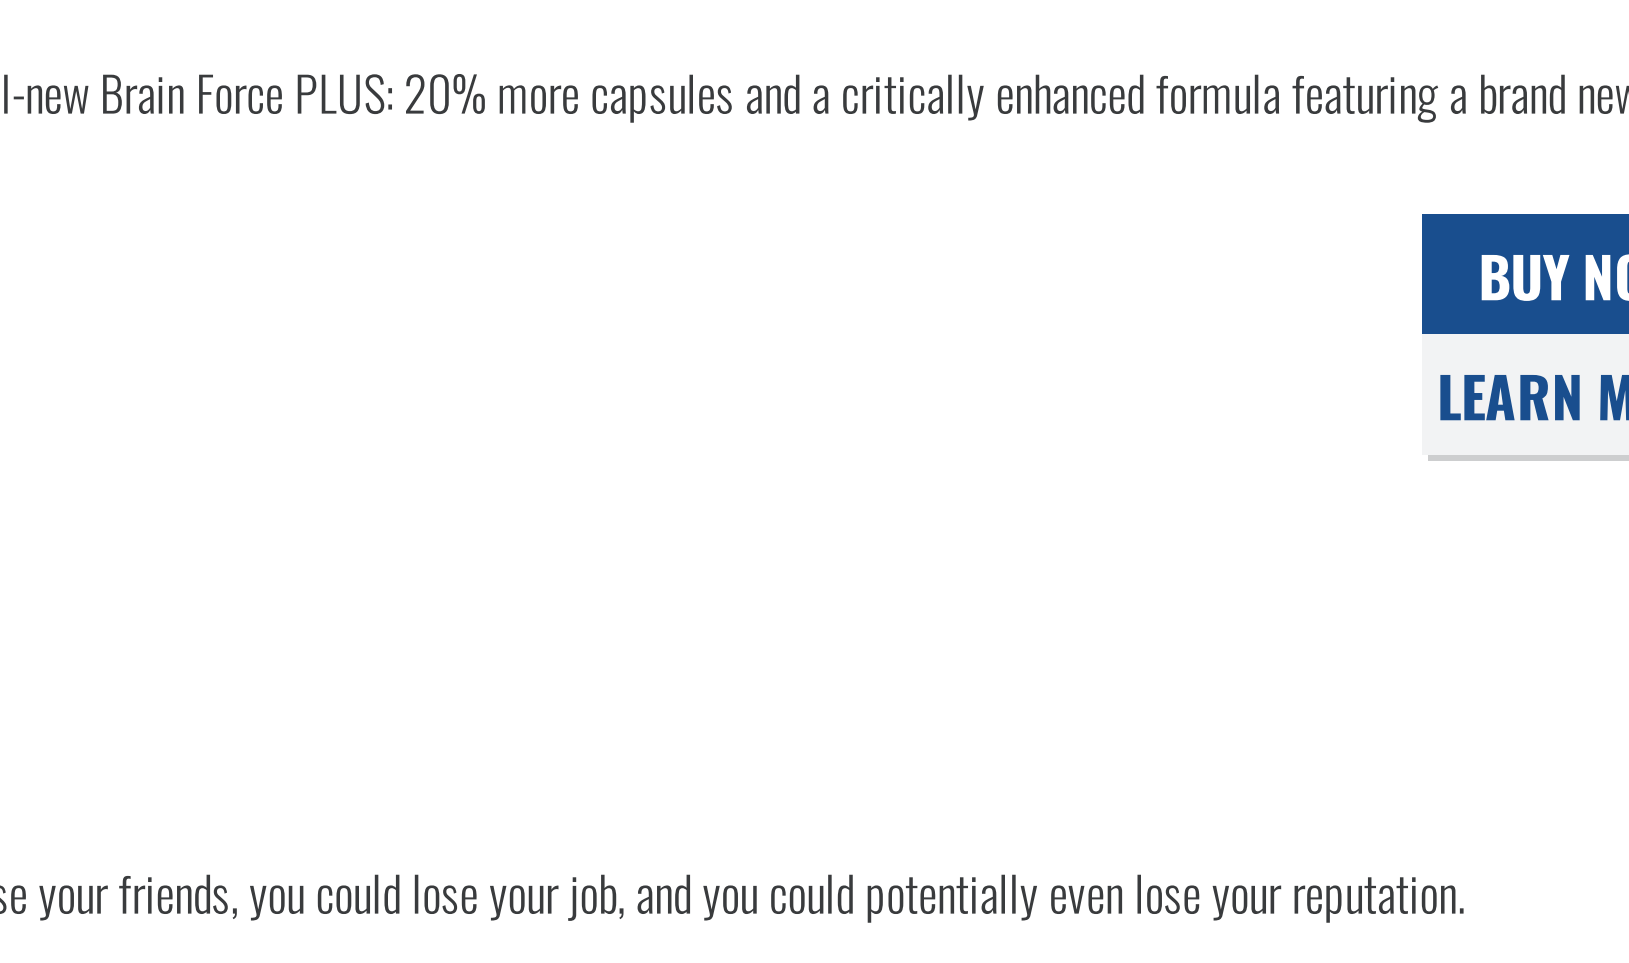 l-new Brain Force PLUS: 20% more capsules and a critically enhanced formula featuring a brand new
BUY NO
LEARN M
se your friends, you could lose your job, and you could potentially even lose your reputation.